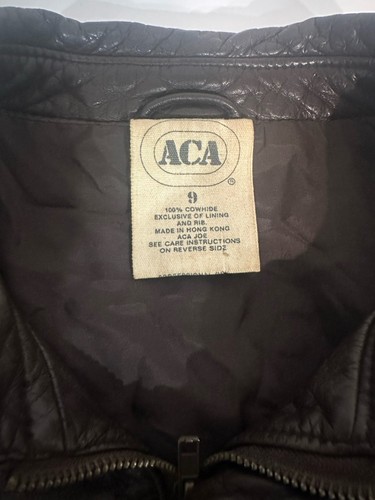 ACA
®
9
100% COWHIDE
EXCLUSIVE OF LINING
AND RIB.
MADE IN HONG KONG
ACA JOE
SEE CARE INSTRUCTIONS
ON REVERSE SIDE